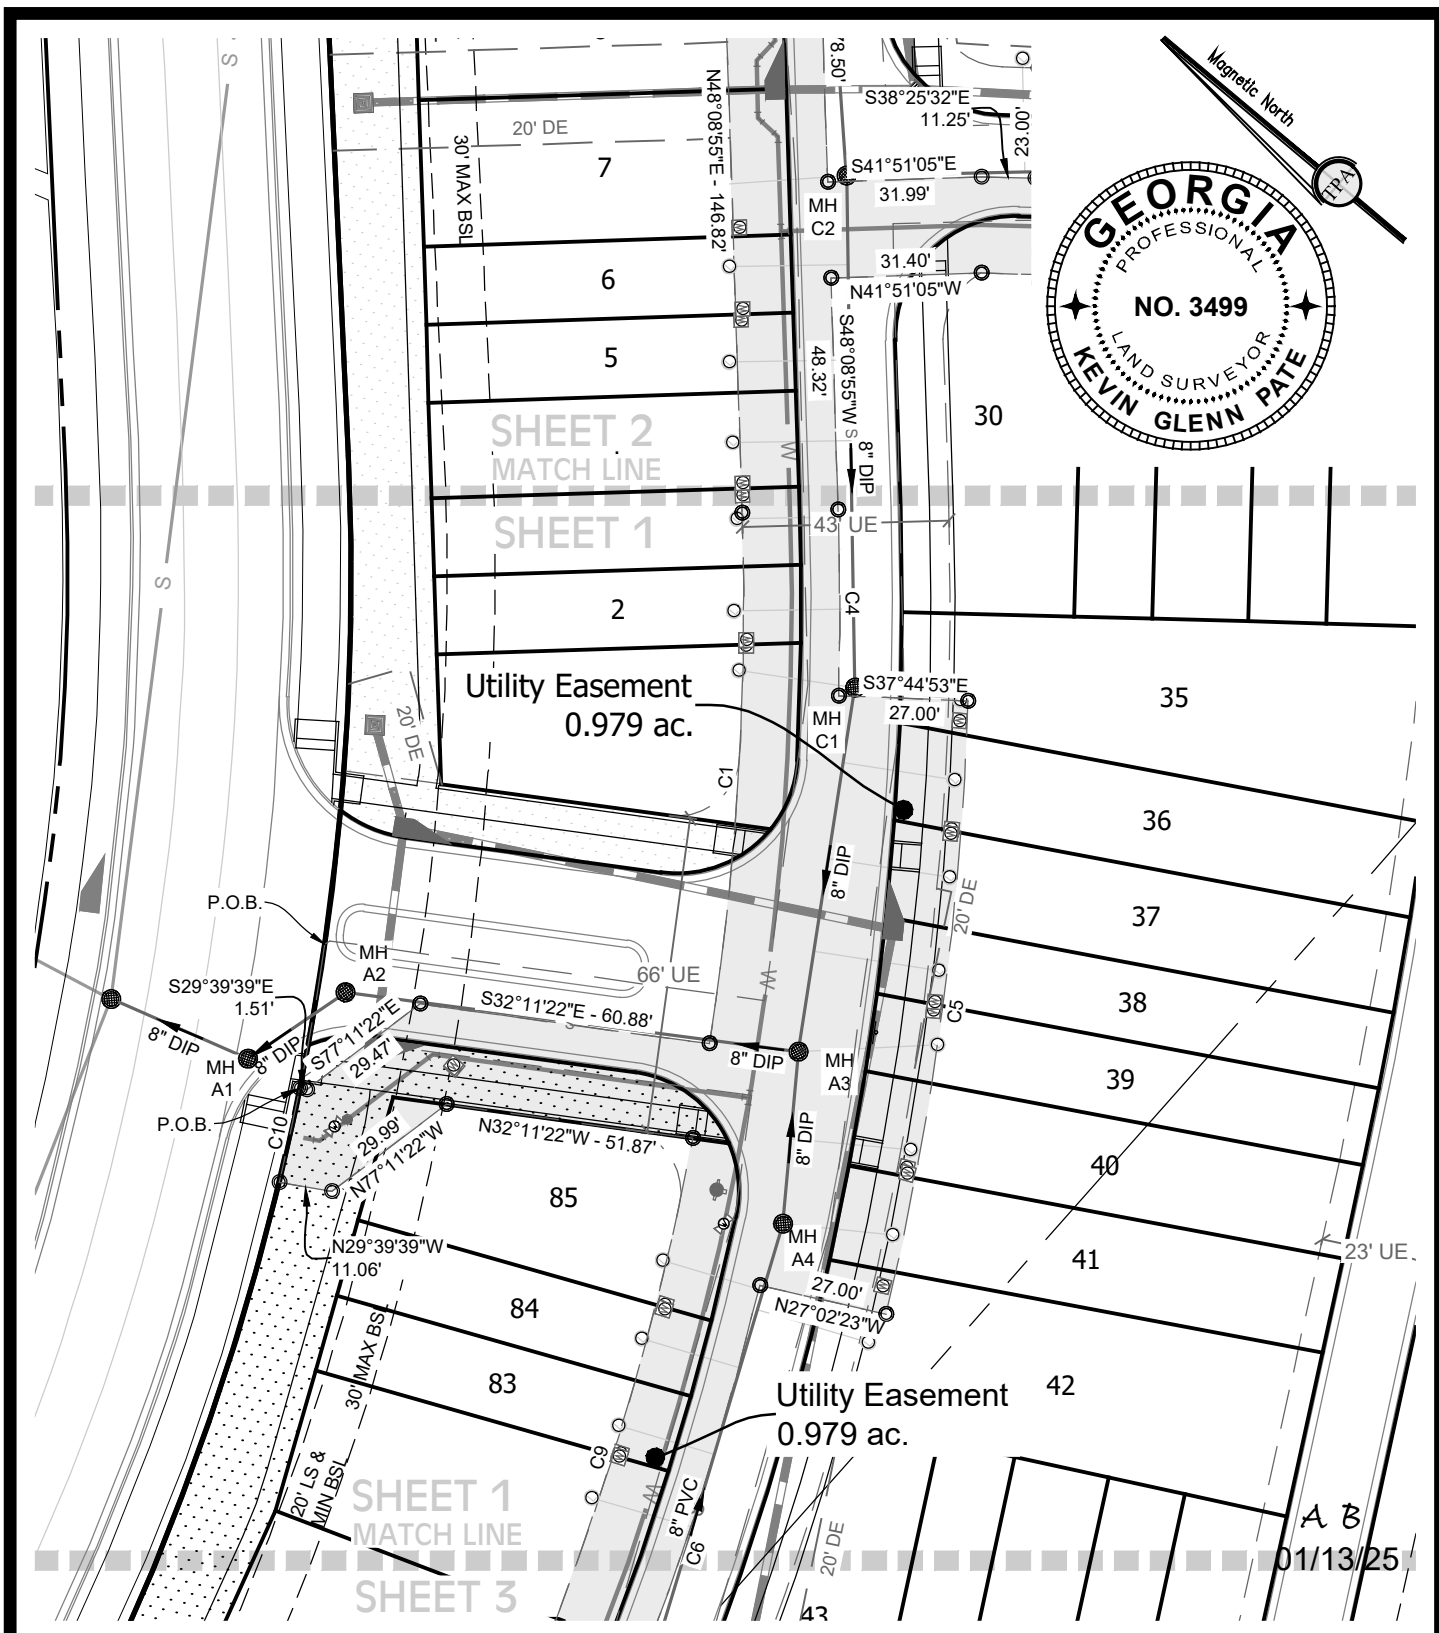 Magnetic North
TPA
GEORGIA
PROFESSIONAL
NO. 3499
LAND SURVEYOR
KEVIN GLENN PATE
S
S
20' DE
30' MAX BSL
7
N48°08'55"E - 146.82'
78.50'
S38°25'32"E
11.25'
23.00'
S41°51'05"E
31.99'
MH
C2
31.40'
N41°51'05"W
6
5
S48°08'55"W
48.32'
S
8" DIP
W
30
SHEET 2
MATCH LINE
SHEET 1
43' UE
2
C4
Utility Easement
0.979 ac.
S37°44'53"E
27.00'
MH
C1
35
20' DE
C1
36
8" DIP
P.O.B.
MH
A2
37
20' DE
S29°39'39"E
1.51'
66' UE
W
S32°11'22"E - 60.88'
38
C5
8" DIP
MH
A1
8" DIP
S77°11'22"E
29.47'
8" DIP
MH
A3
39
P.O.B.
C10
29.99'
N77°11'22"W
N32°11'22"W - 51.87'
8" DIP
40
85
N29°39'39"W
11.06'
MH
A4
27.00'
N27°02'23"W
41
23' UE
84
30' MAX BSL
83
42
Utility Easement
0.979 ac.
C9
W
20' LS &
MIN BSL
8" PVC
C6
20' DE
SHEET 1
MATCH LINE
SHEET 3
A B
01/13/25
43